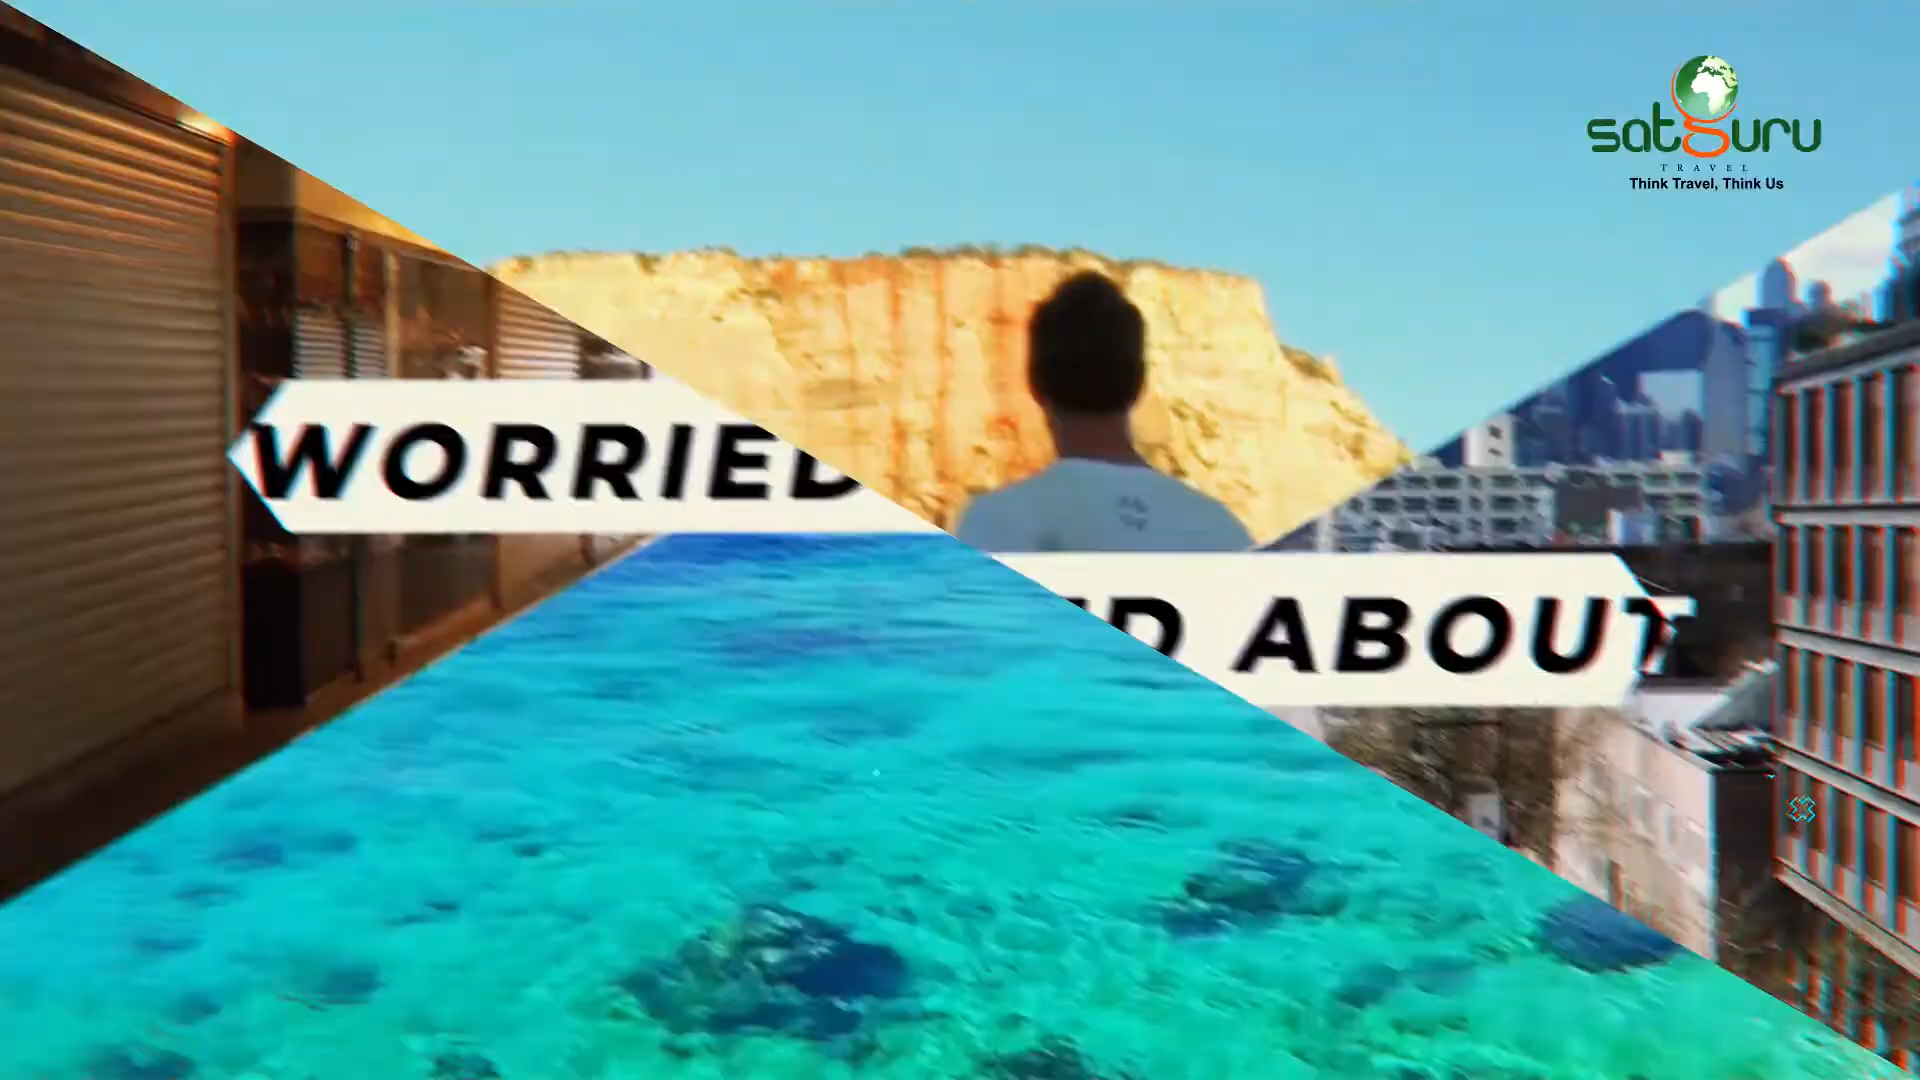 satguru
TRAVEL
Think Travel, Think Us
WORRIED
D ABOUT